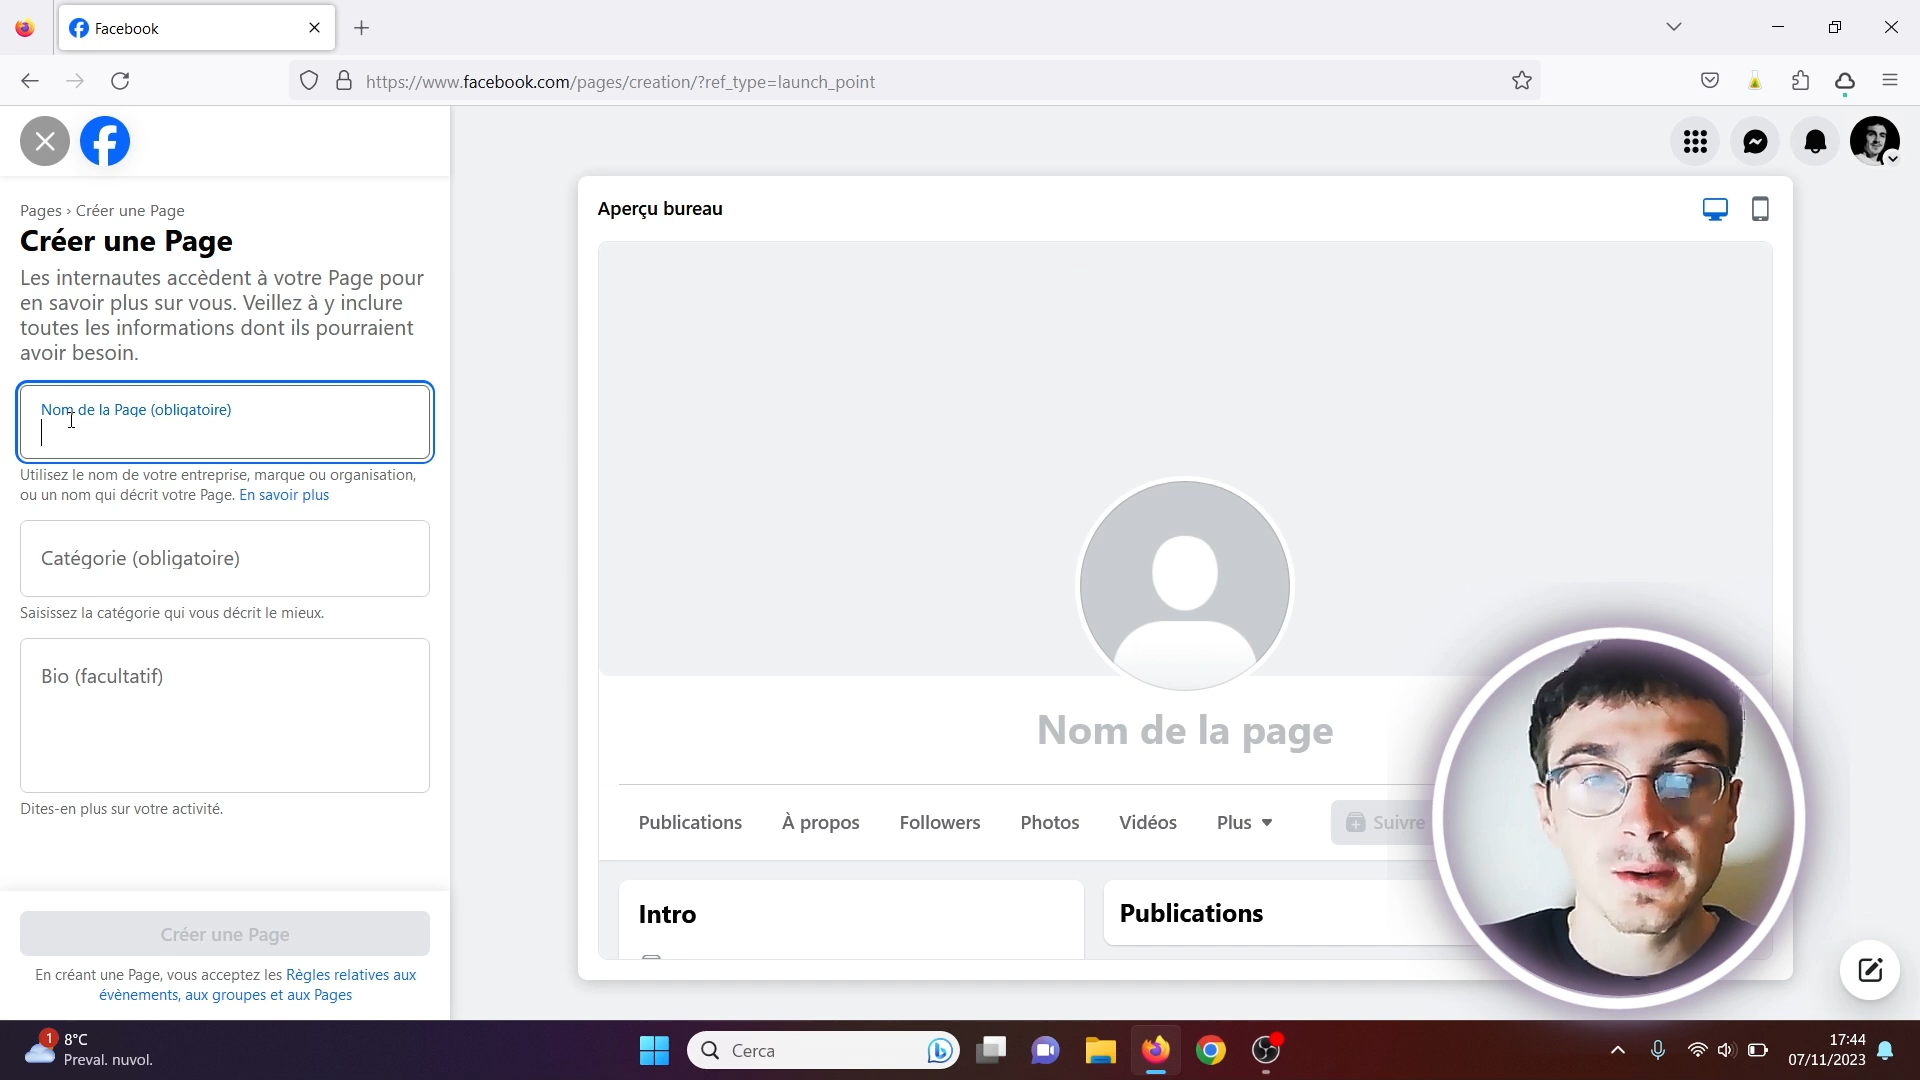 Facebook
https://www.facebook.com/pages/creation/?ref_type=launch_point
Pages › Créer une Page
Créer une Page
Les internautes accèdent à votre Page pour
en savoir plus sur vous. Veillez à y inclure
toutes les informations dont ils pourraient
avoir besoin.
Nom de la Page (obligatoire)
Utilisez le nom de votre entreprise, marque ou organisation,
ou un nom qui décrit votre Page. En savoir plus
Catégorie (obligatoire)
Saisissez la catégorie qui vous décrit le mieux.
Bio (facultatif)
Dites-en plus sur votre activité.
Créer une Page
En créant une Page, vous acceptez les Règles relatives aux
évènements, aux groupes et aux Pages
Aperçu bureau
Nom de la page
Publications
À propos
Followers
Photos
Vidéos
Plus
Suivre
Intro
Publications
1
8°C
Preval. nuvol.
Cerca
17:44
07/11/2023